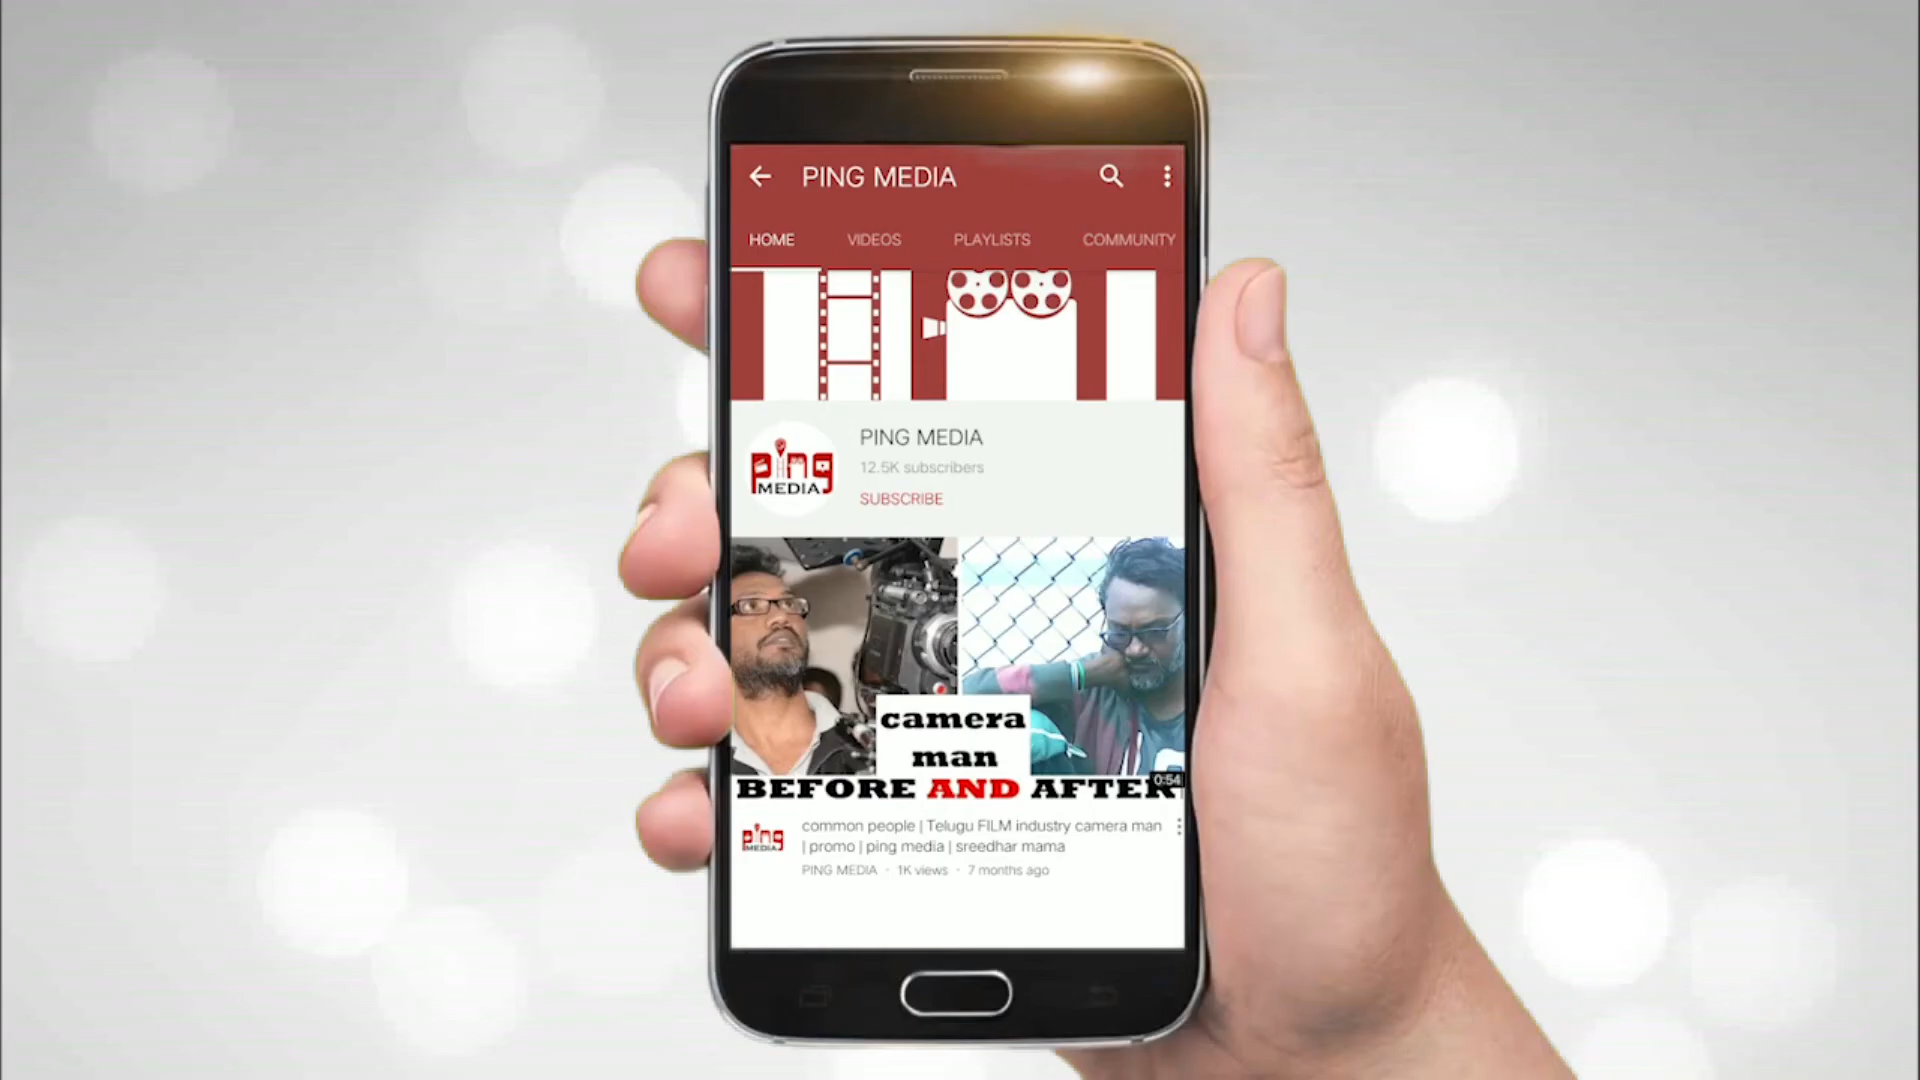 PING MEDIA
HOME VIDEOS PLAYLISTS COMMUNITY
ping
MEDIA
PING MEDIA
12.5K subscribers
SUBSCRIBE
camera
man
BEFORE AND AFTER
0:54
ping
MEDIA
common people | Telugu FILM industry camera man
| promo | ping media | sreedhar mama
PING MEDIA · 1K views · 7 months ago